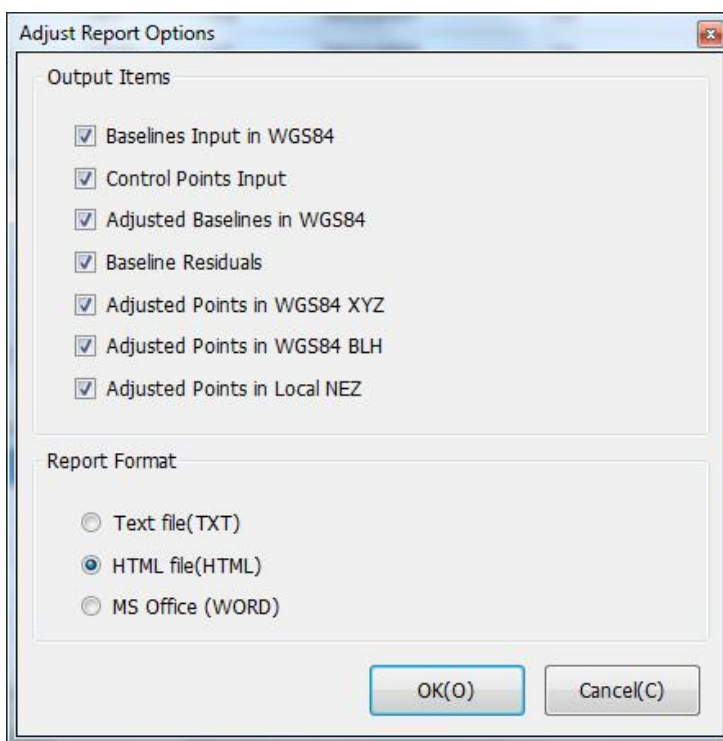 Adjust Report Options
Output Items
Baselines Input in WGS84
Control Points Input
Adjusted Baselines in WGS84
Baseline Residuals
Adjusted Points in WGS84 XYZ
Adjusted Points in WGS84 BLH
Adjusted Points in Local NEZ
Report Format
Text file(TXT)
HTML file(HTML)
MS Office (WORD)
OK(O) Cancel(C)